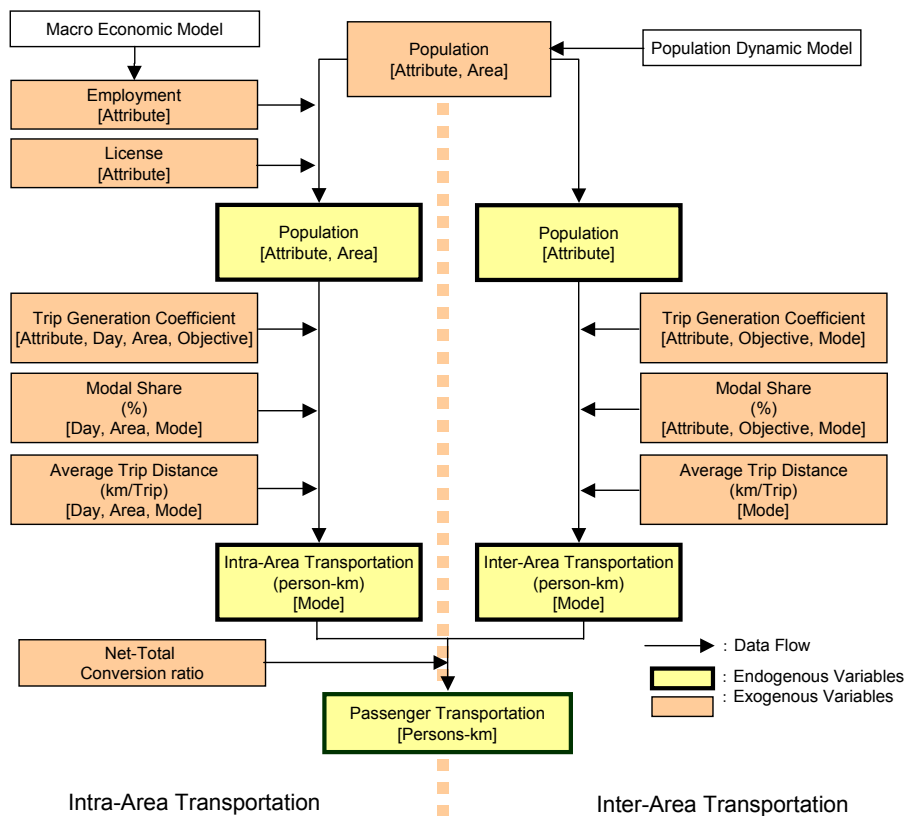 Macro Economic Model
Population
[Attribute, Area]
Population Dynamic Model
Employment
[Attribute]
License
[Attribute]
Population
[Attribute, Area]
Population
[Attribute]
Trip Generation Coefficient
[Attribute, Day, Area, Objective]
Trip Generation Coefficient
[Attribute, Objective, Mode]
Modal Share
(%)
[Day, Area, Mode]
Modal Share
(%)
[Attribute, Objective, Mode]
Average Trip Distance
(km/Trip)
[Day, Area, Mode]
Average Trip Distance
(km/Trip)
[Mode]
Intra-Area Transportation
(person-km)
[Mode]
Inter-Area Transportation
(person-km)
[Mode]
Net-Total
Conversion ratio
: Data Flow
: Endogenous Variables
: Exogenous Variables
Passenger Transportation
[Persons-km]
Intra-Area Transportation
Inter-Area Transportation